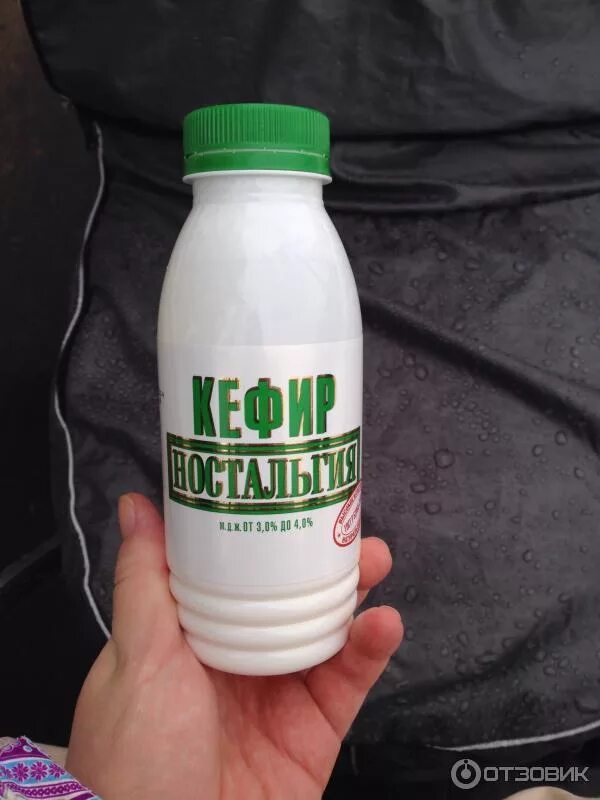 КЕФИР
НОСТАЛЬГИЯ
м.д.ж. ОТ 3,0% ДО 4,0%
ОТЗОВИК